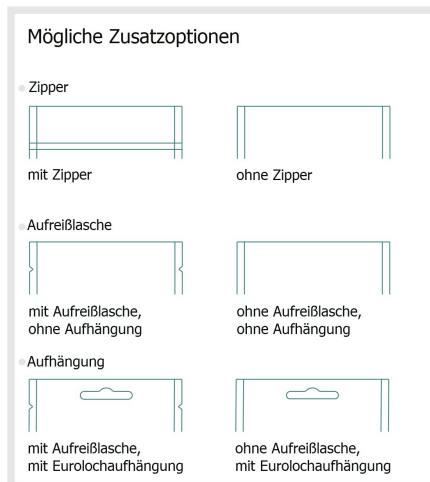 Mögliche Zusatzoptionen
Zipper
mit Zipper
ohne Zipper
Aufreißlasche
mit Aufreißlasche,
ohne Aufhängung
ohne Aufreißlasche,
ohne Aufhängung
Aufhängung
mit Aufreißlasche,
mit Eurolochaufhängung
ohne Aufreißlasche,
mit Eurolochaufhängung